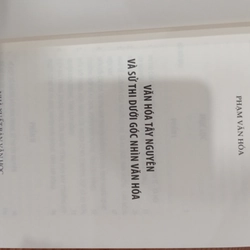 PHẠM VĂN HÓA
VĂN HÓA TÂY NGUYÊN
VÀ SỬ THI DƯỚI GÓC NHÌN VĂN HÓA